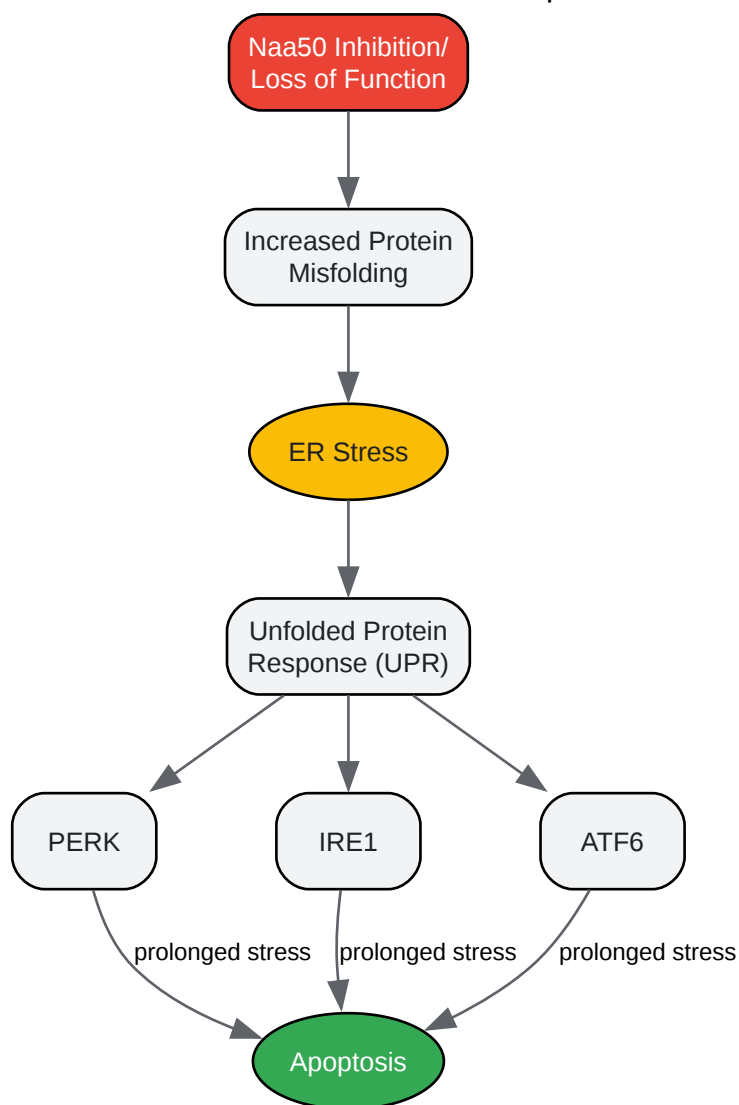 Naa50 Inhibition/
Loss of Function
Increased Protein
Misfolding
ER Stress
Unfolded Protein
Response (UPR)
PERK
IRE1
ATF6
prolonged stress
prolonged stress
prolonged stress
Apoptosis